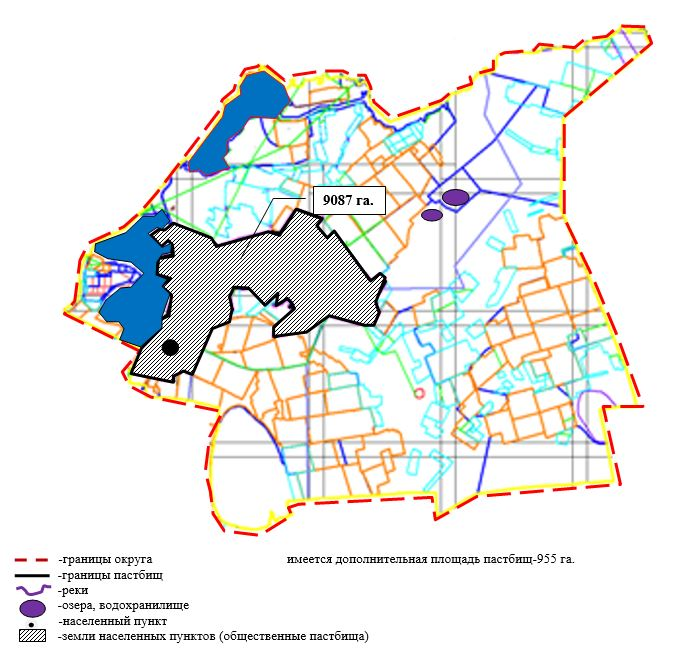 9087 га.
-границы округа
имеется дополнительная площадь пастбищ-955 га.
-границы пастбищ
-реки
-озера, водохранилище
-населенный пункт
-земли населенных пунктов (общественные пастбища)